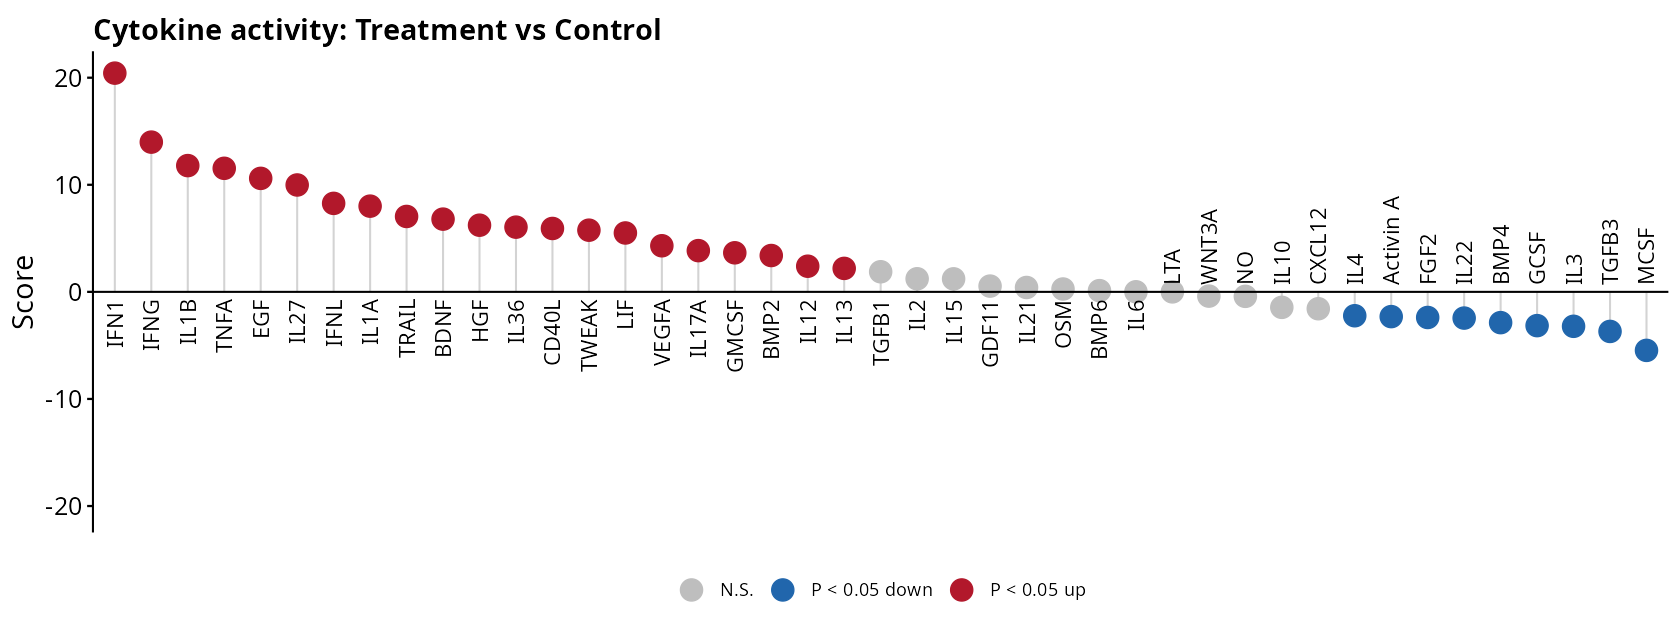 Cytokine activity: Treatment vs Control
Score
20
10
0
-10
-20
IFN1
IFNG
IL1B
TNFA
EGF
IL27
IFNL
IL1A
TRAIL
BDNF
HGF
IL36
CD40L
TWEAK
LIF
VEGFA
IL17A
GMCSF
BMP2
IL12
IL13
TGFB1
IL2
IL15
GDF11
IL21
OSM
BMP6
IL6
LTA
WNT3A
NO
IL10
CXCL12
IL4
Activin A
FGF2
IL22
BMP4
GCSF
IL3
TGFB3
MCSF
N.S.
P < 0.05 down
P < 0.05 up